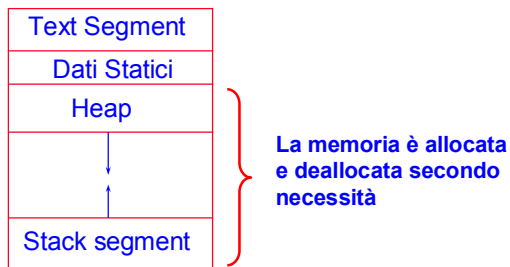 Text Segment
Dati Statici
Heap
La memoria è allocata
e deallocata secondo
necessità
Stack segment